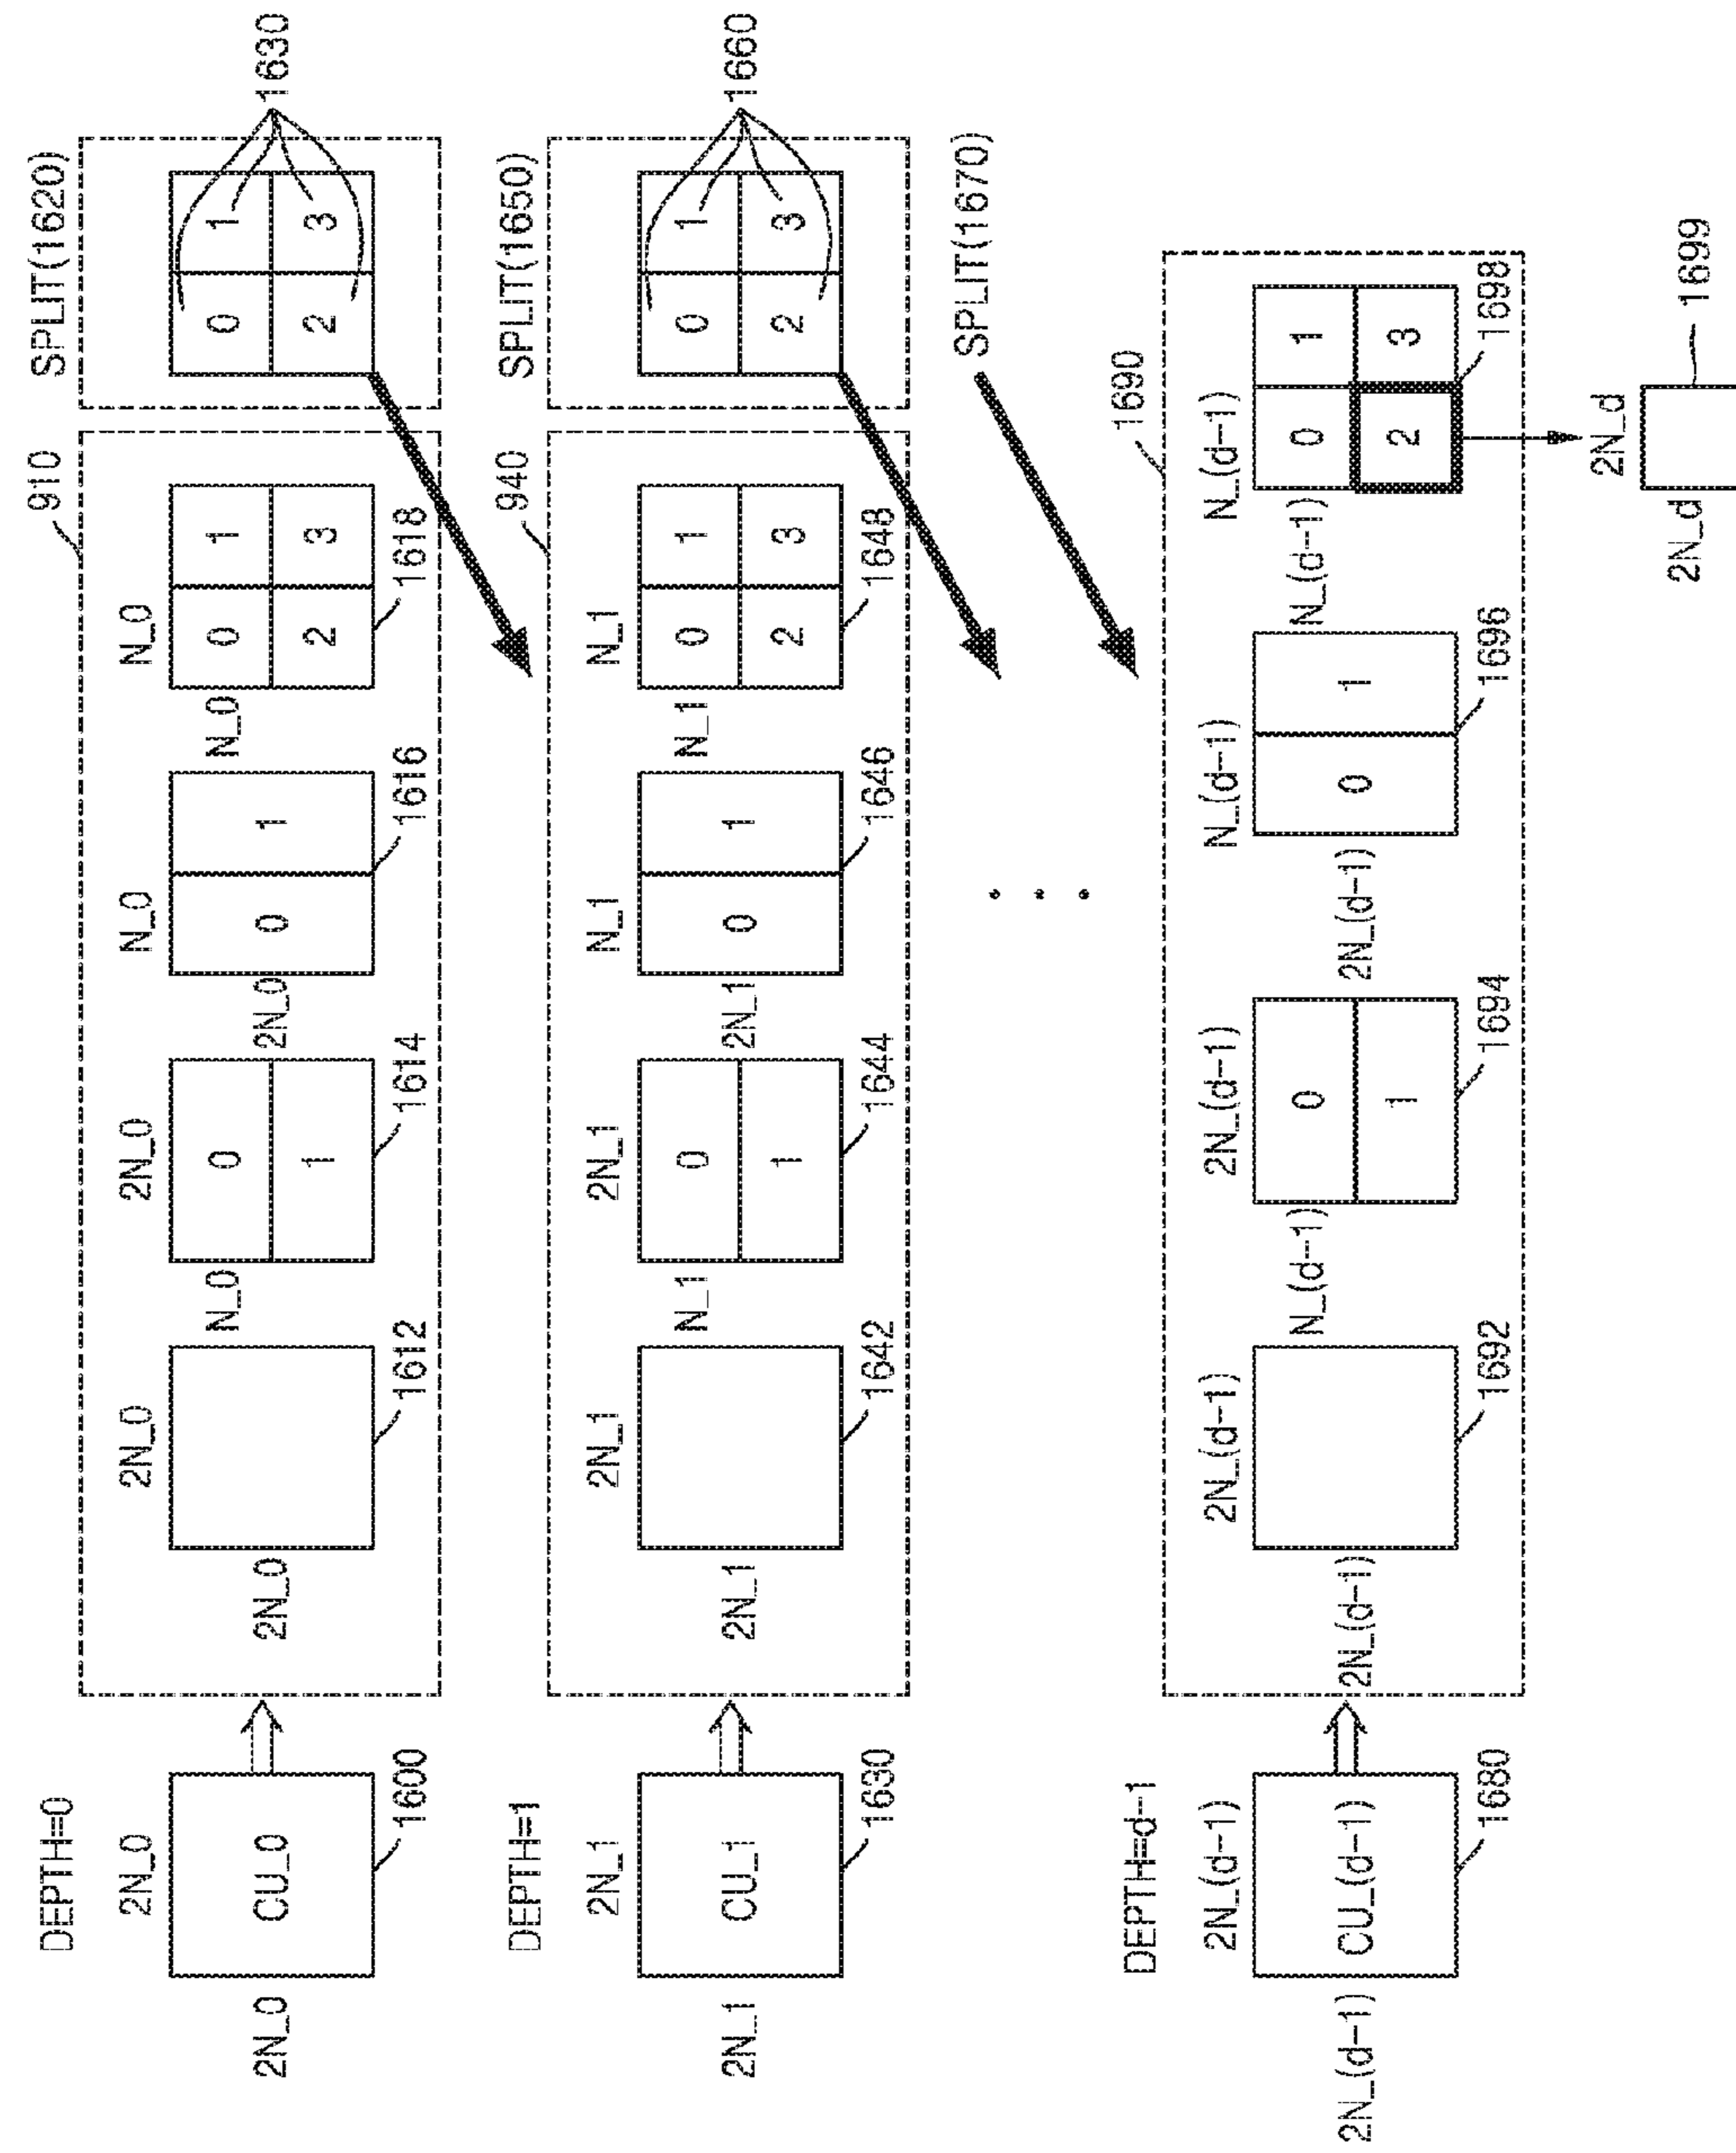 DEPTH=0
2N_0
2N_0
CU_0
1600
910
2N_0
2N_0
1612
2N_0
N_0
0
1
1614
N_0
2N_0
0
1
1616
N_0
N_0
0
1
2
3
1618
SPLIT(1620)
0
1
2
3
1630
DEPTH=1
2N_1
2N_1
CU_1
1630
940
2N_1
2N_1
1642
2N_1
N_1
0
1
1644
N_1
2N_1
0
1
1646
N_1
N_1
0
1
2
3
1648
SPLIT(1650)
0
1
2
3
1660
SPLIT(1670)
DEPTH=d-1
2N_(d-1)
2N_(d-1)
CU_(d-1)
1680
1690
2N_(d-1)
2N_(d-1)
1692
2N_(d-1)
N_(d-1)
0
1
1694
N_(d-1)
2N_(d-1)
0
1
1696
N_(d-1)
N_(d-1)
0
1
2
3
1698
2N_d
2N_d
1699